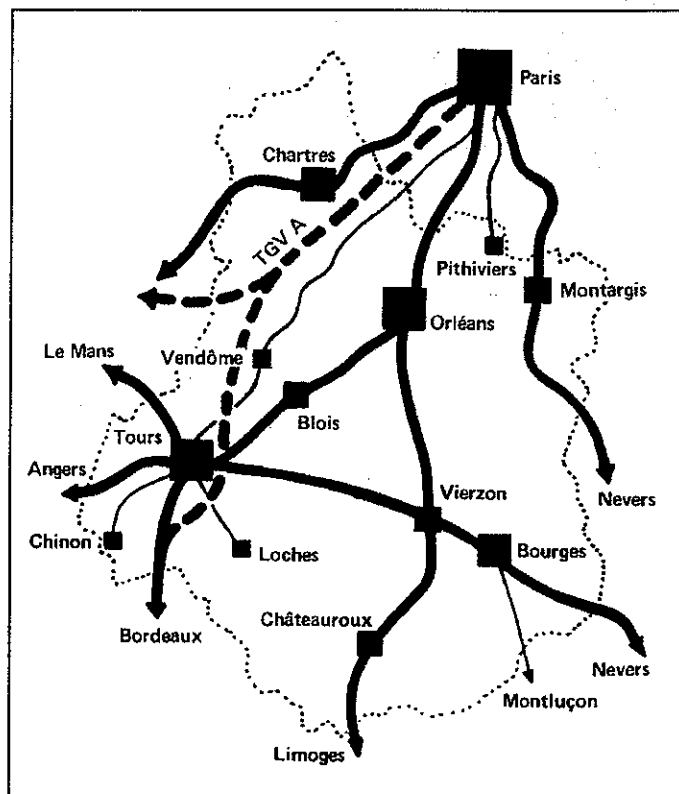 Paris
Chartres
TGV A
Pithiviers
Montargis
Orléans
Le Mans
Vendôme
Blois
Tours
Angers
Vierzon
Nevers
Chinon
Loches
Bourges
Châteauroux
Bordeaux
Nevers
Montluçon
Limoges